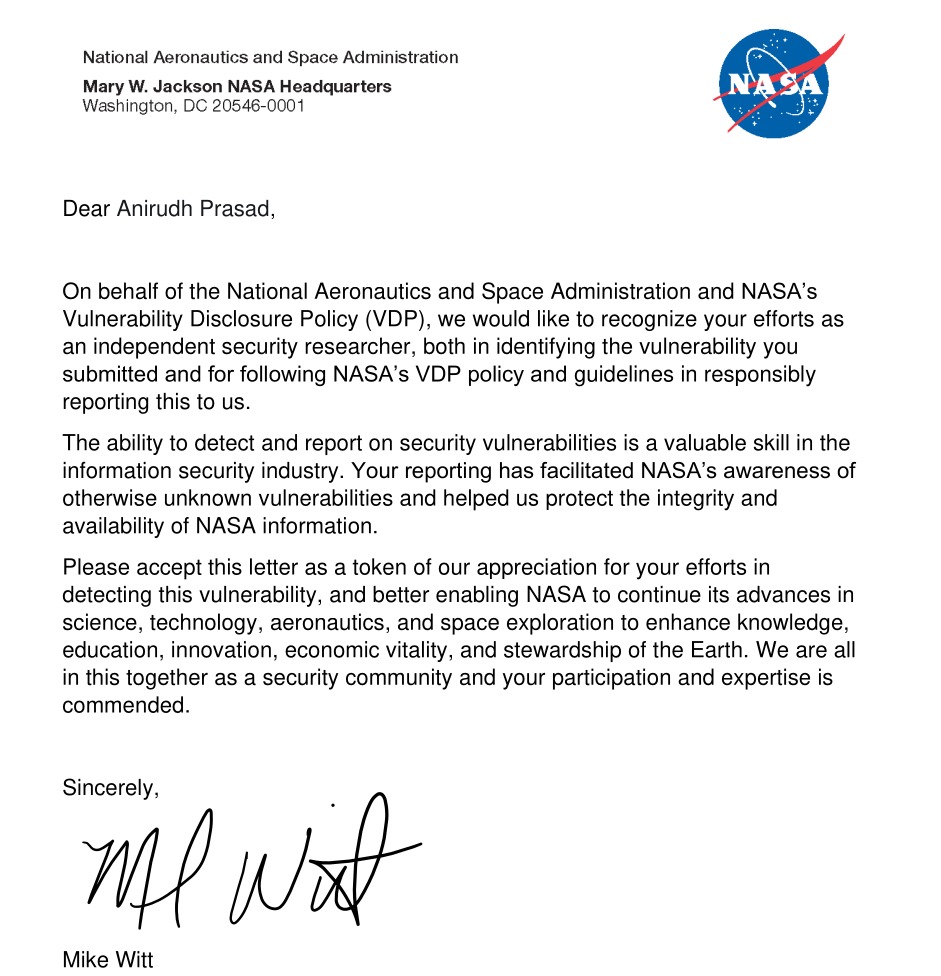 National Aeronautics and Space Administration
Mary W. Jackson NASA Headquarters
Washington, DC 20546-0001
NASA
Dear Anirudh Prasad,
On behalf of the National Aeronautics and Space Administration and NASA's
Vulnerability Disclosure Policy (VDP), we would like to recognize your efforts as
an independent security researcher, both in identifying the vulnerability you
submitted and for following NASA's VDP policy and guidelines in responsibly
reporting this to us.
The ability to detect and report on security vulnerabilities is a valuable skill in the
information security industry. Your reporting has facilitated NASA's awareness of
otherwise unknown vulnerabilities and helped us protect the integrity and
availability of NASA information.
Please accept this letter as a token of our appreciation for your efforts in
detecting this vulnerability, and better enabling NASA to continue its advances in
science, technology, aeronautics, and space exploration to enhance knowledge,
education, innovation, economic vitality, and stewardship of the Earth. We are all
in this together as a security community and your participation and expertise is
commended.
Sincerely,
Mike Witt